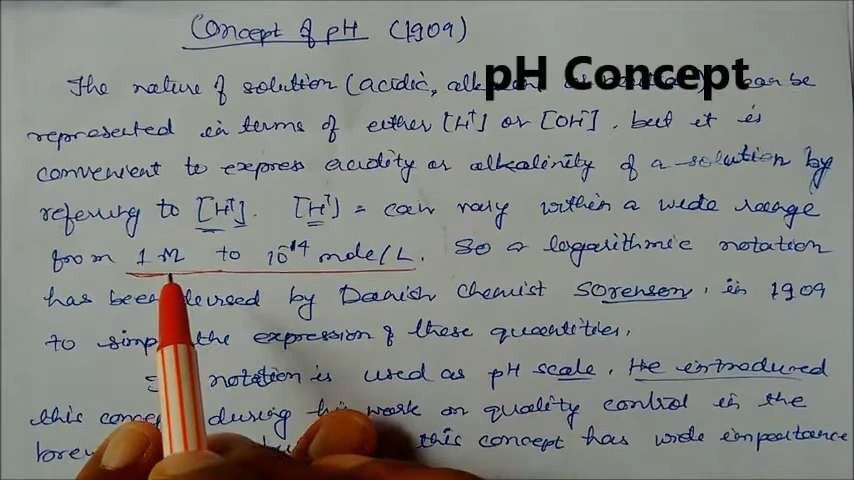 Concept of pH (1909)
pH Concept
The nature of solution (acidic, or can be
represented in terms of either [H⁺] or [OH⁻]. but it is
convenient to express acidity or alkalinity of a solution by
referring to [H⁺]. [H⁺] = can vary within a wide range
from 1 M to 10⁻¹⁴ mole/L. So a logarithmic notation
has been devised by Danish chemist Sorensen. in 1909
to the expression of these quantities.
notation is used as pH scale. He introduced
this during his work on quality control in the
this concept has wide importance